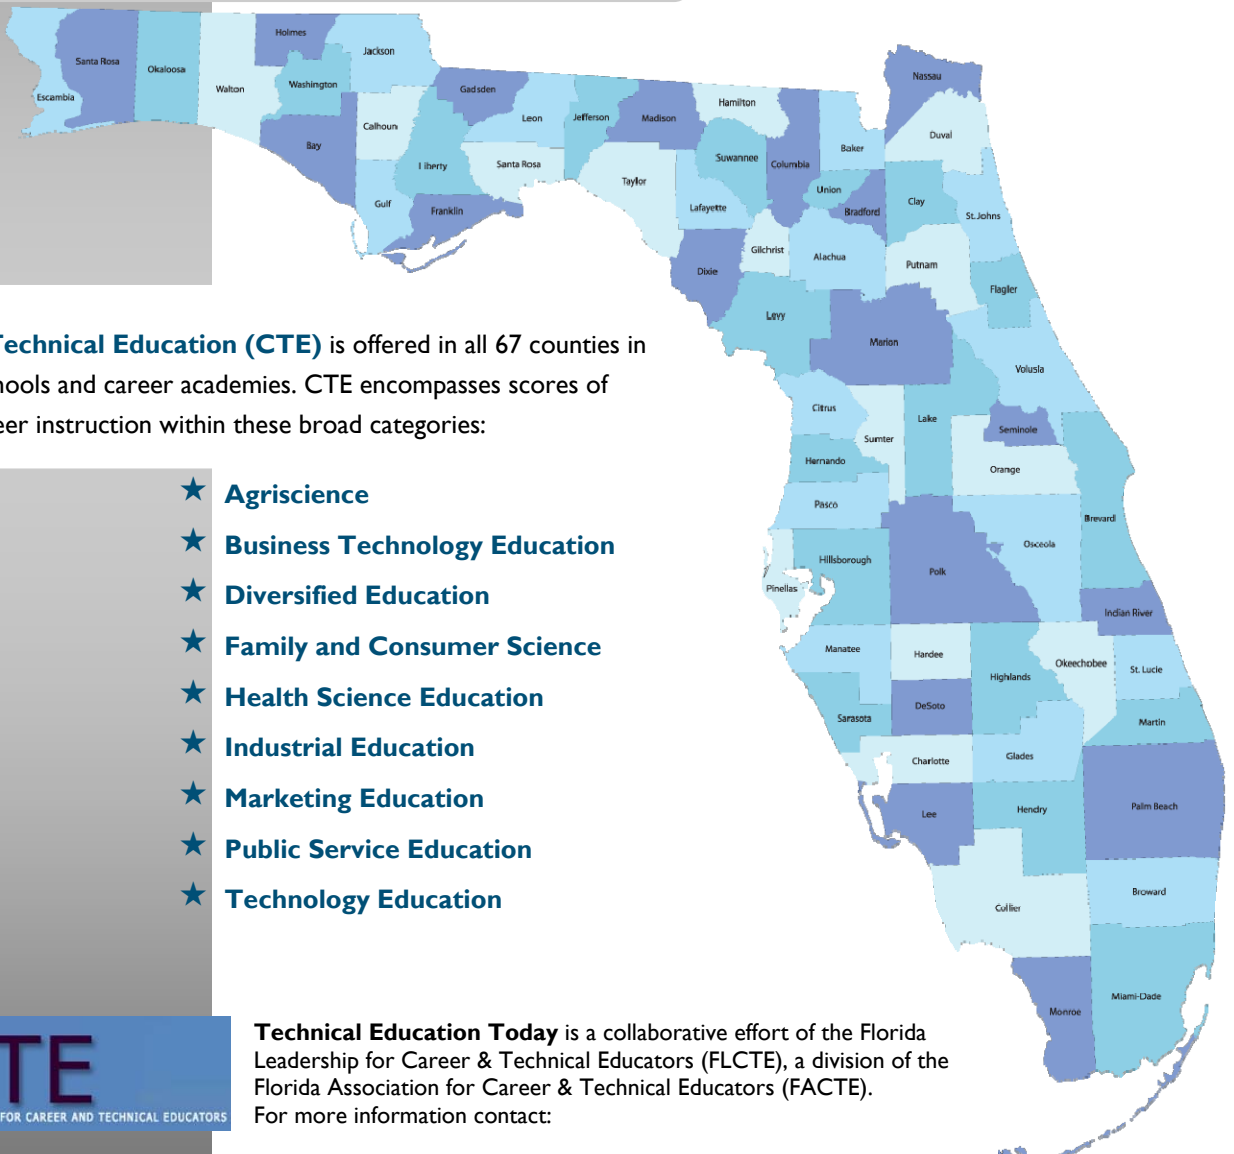 Holmes
Jackson
Santa Rosa
Okaloosa
Walton
Washington
Escambia
Nassau
Gadsden
Hamilton
Leon
Jefferson
Madison
Calhoun
Duval
Bay
Baker
Liberty
Santa Rosa
Suwannee
Columbia
Taylor
Union
Gulf
Franklin
Lafayette
Bradford
Clay
St.Johns
Gilchrist
Alachua
Putnam
Dixie
Flagler
Levy
Marion
Volusia
Citrus
Lake
Sumter
Seminole
Hernando
Orange
Pasco
Brevard
Osceola
Hillsborough
Polk
Pinellas
Indian River
Manatee
Hardee
Okeechobee
St. Lucie
Highlands
DeSoto
Sarasota
Martin
Charlotte
Glades
Lee
Hendry
Palm Beach
Broward
Collier
Miami-Dade
Monroe
Technical Education (CTE) is offered in all 67 counties in
hools and career academies. CTE encompasses scores of
eer instruction within these broad categories:
★ Agriscience
★ Business Technology Education
★ Diversified Education
★ Family and Consumer Science
★ Health Science Education
★ Industrial Education
★ Marketing Education
★ Public Service Education
★ Technology Education
TE
FOR CAREER AND TECHNICAL EDUCATORS
Technical Education Today is a collaborative effort of the Florida
Leadership for Career & Technical Educators (FLCTE), a division of the
Florida Association for Career & Technical Educators (FACTE).
For more information contact: